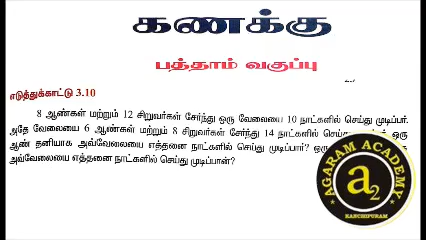 கணக்கு
பத்தாம் வகுப்பு
எடுத்துக்காட்டு 3.10
8 ஆண்கள் மற்றும் 12 சிறுவர்கள் சேர்ந்து ஒரு வேலையை 10 நாட்களில் செய்து முடிப்பர்.
அதே வேலையை 6 ஆண்கள் மற்றும் 8 சிறுவர்கள் சேர்ந்து 14 நாட்களில் செய்து ஒரு
ஆண் தனியாக அவ்வேலையை எத்தனை நாட்களில் செய்து முடிப்பார்?
அவ்வேலையை எத்தனை நாட்களில் செய்து முடிப்பான்?
AGARAM ACADEMY
a2
KANCHIPURAM